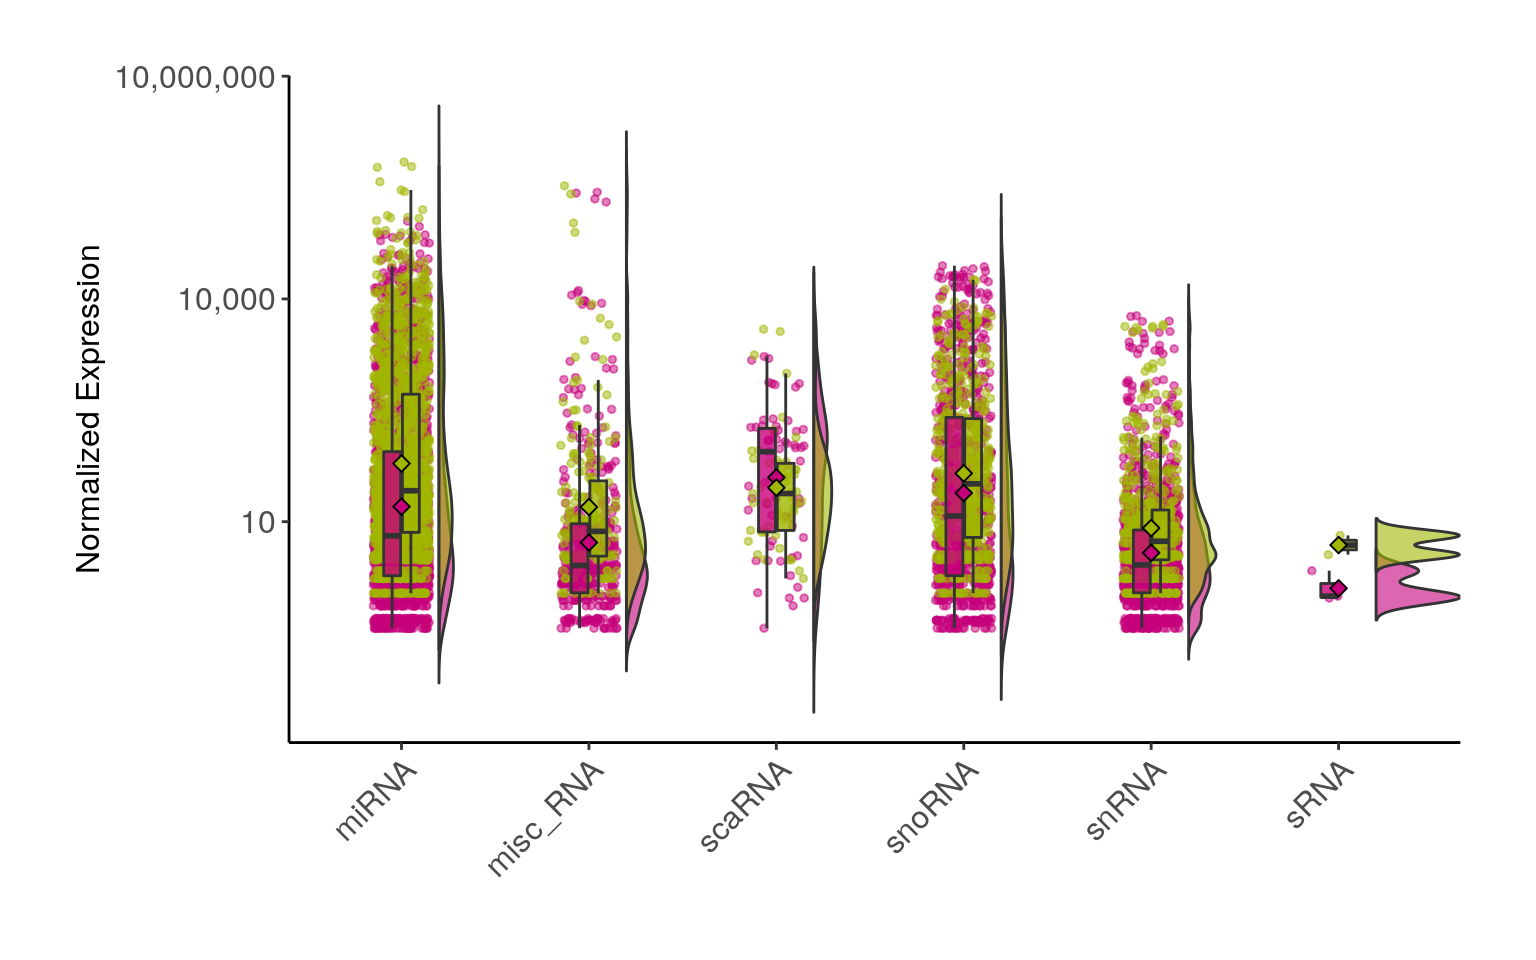 10,000,000
10,000
10
Normalized Expression
miRNA
misc_RNA
scaRNA
snoRNA
snRNA
sRNA